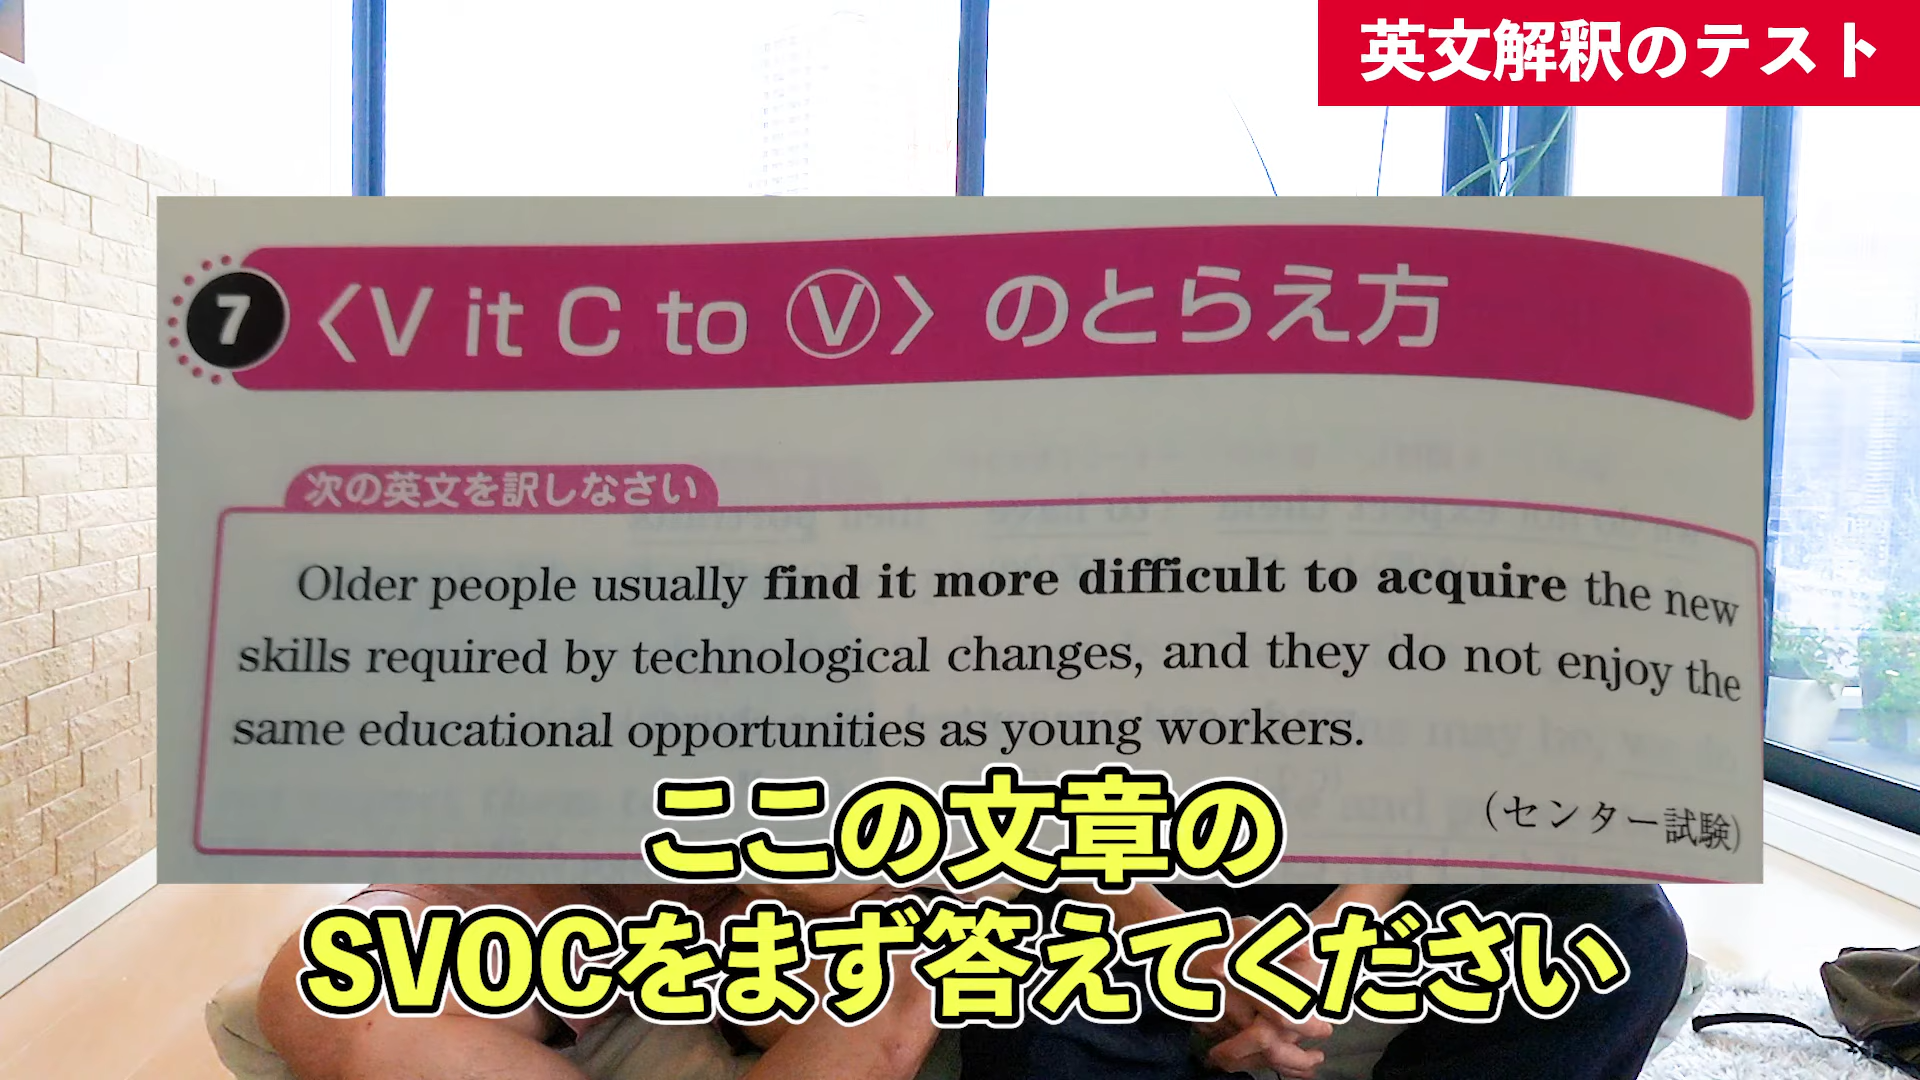 英文解釈のテスト
7 〈V it C to Ⓥ〉のとらえ方
次の英文を訳しなさい
Older people usually find it more difficult to acquire the new
skills required by technological changes, and they do not enjoy the
same educational opportunities as young workers.
(センター試験)
ここの文章の
SVOCをまず答えてください